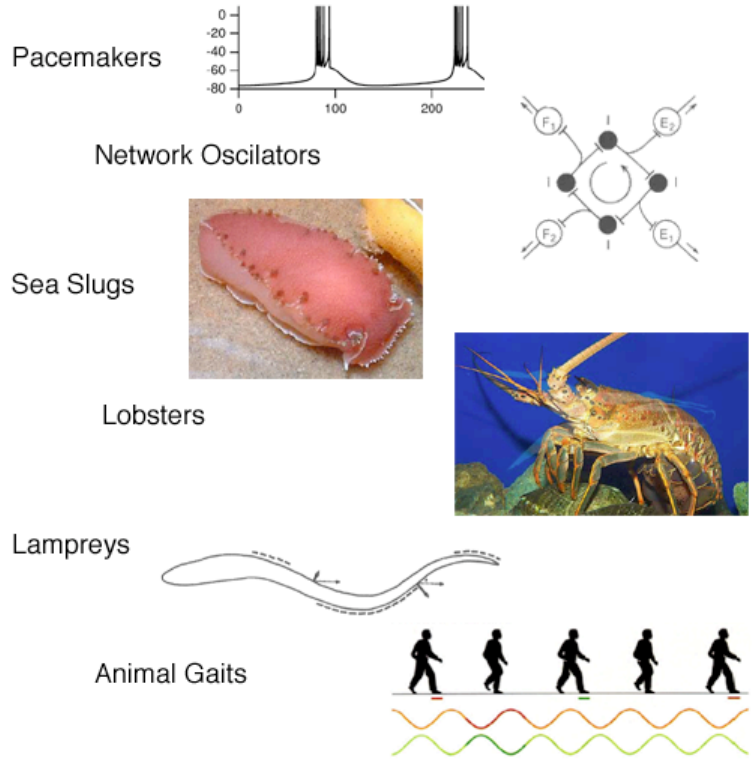 Pacemakers
0
-20
-40
-60
-80
0
100
200
Network Oscilators
I
F1
E2
I
I
F2
E1
I
Sea Slugs
Lobsters
Lampreys
Animal Gaits